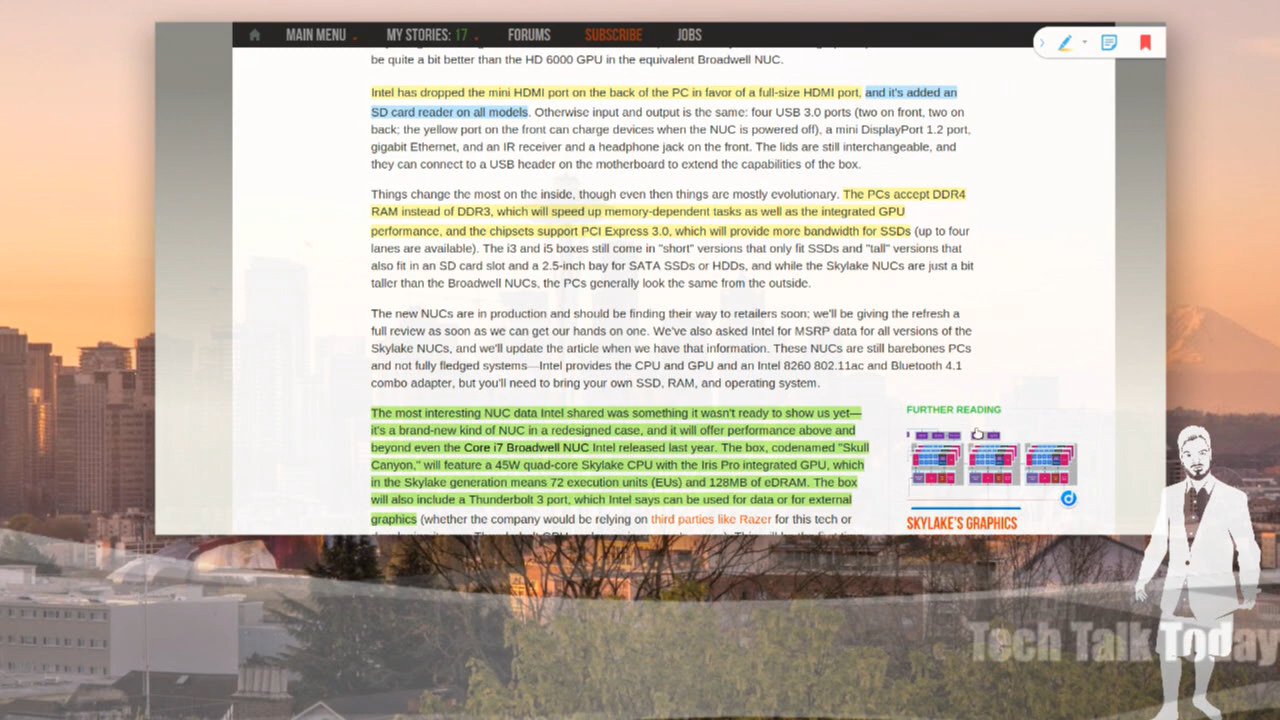 MAIN MENU
MY STORIES: 17
FORUMS
SUBSCRIBE
JOBS
be quite a bit better than the HD 6000 GPU in the equivalent Broadwell NUC.
Intel has dropped the mini HDMI port on the back of the PC in favor of a full-size HDMI port, and it's added an
SD card reader on all models. Otherwise input and output is the same: four USB 3.0 ports (two on front, two on
back; the yellow port on the front can charge devices when the NUC is powered off), a mini DisplayPort 1.2 port,
gigabit Ethernet, and an IR receiver and a headphone jack on the front. The lids are still interchangeable, and
they can connect to a USB header on the motherboard to extend the capabilities of the box.
Things change the most on the inside, though even then things are mostly evolutionary. The PCs accept DDR4
RAM instead of DDR3, which will speed up memory-dependent tasks as well as the integrated GPU
performance, and the chipsets support PCI Express 3.0, which will provide more bandwidth for SSDs (up to four
lanes are available). The i3 and i5 boxes still come in "short" versions that only fit SSDs and "tall" versions that
also fit in an SD card slot and a 2.5-inch bay for SATA SSDs or HDDs, and while the Skylake NUCs are just a bit
taller than the Broadwell NUCs, the PCs generally look the same from the outside.
The new NUCs are in production and should be finding their way to retailers soon; we'll be giving the refresh a
full review as soon as we can get our hands on one. We've also asked Intel for MSRP data for all versions of the
Skylake NUCs, and we'll update the article when we have that information. These NUCs are still barebones PCs
and not fully fledged systems—Intel provides the CPU and GPU and an Intel 8260 802.11ac and Bluetooth 4.1
combo adapter, but you'll need to bring your own SSD, RAM, and operating system.
The most interesting NUC data Intel shared was something it wasn't ready to show us yet—
it's a brand-new kind of NUC in a redesigned case, and it will offer performance above and
beyond even the Core i7 Broadwell NUC Intel released last year. The box, codenamed "Skull
Canyon," will feature a 45W quad-core Skylake CPU with the Iris Pro integrated GPU, which
in the Skylake generation means 72 execution units (EUs) and 128MB of eDRAM. The box
will also include a Thunderbolt 3 port, which Intel says can be used for data or for external
graphics (whether the company would be relying on third parties like Razer for this tech or
FURTHER READING
SKYLAKE'S GRAPHICS
Tech Talk Today